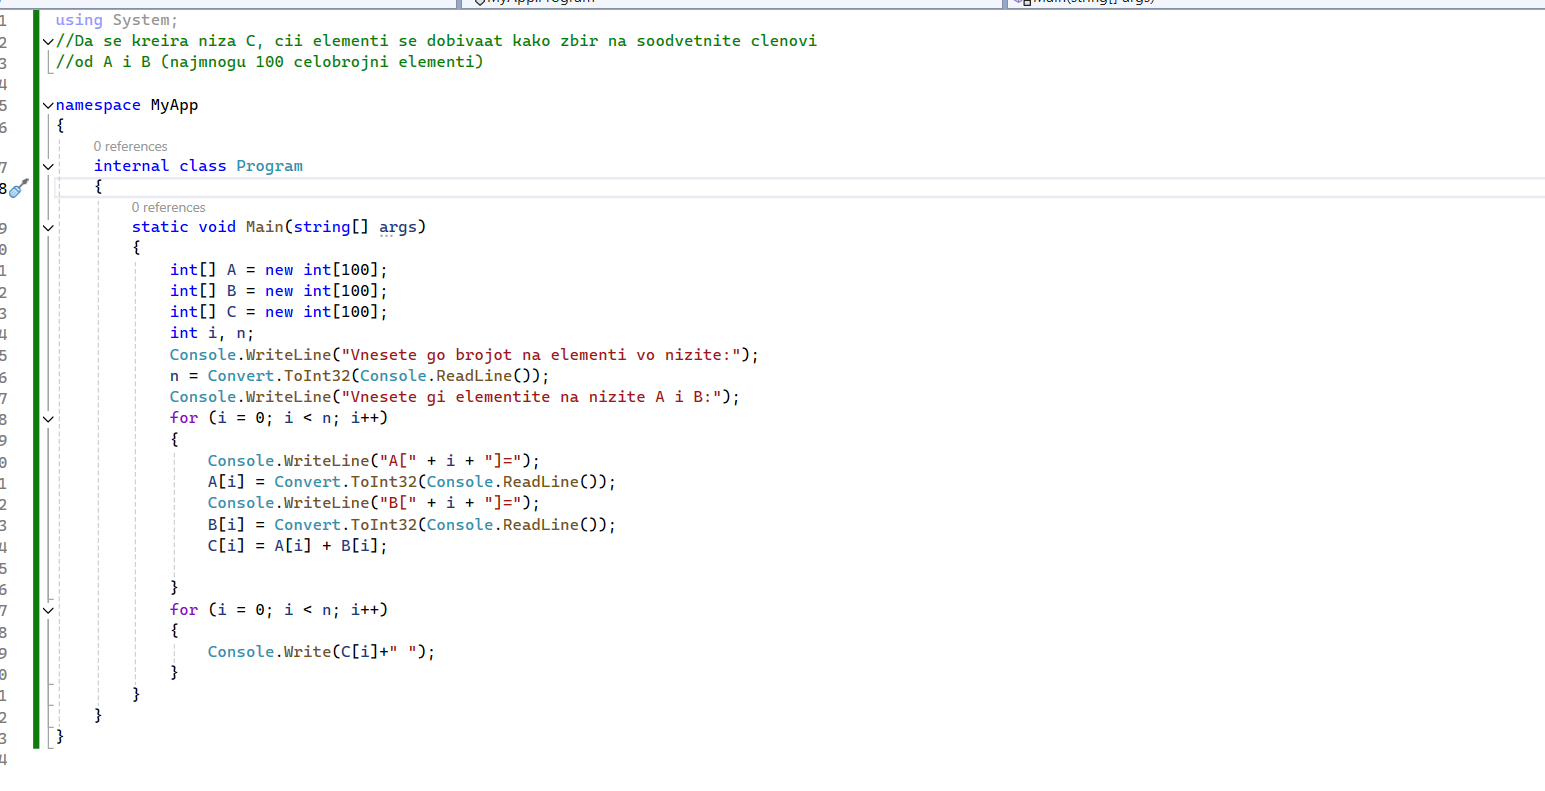 MyApp.Program Main(string[] args)
1 using System;
2 //Da se kreira niza C, cii elementi se dobivaat kako zbir na soodvetnite clenovi
3 //od A i B (najmnogu 100 celobrojni elementi)
4
5 namespace MyApp
6 {
0 references
7 internal class Program
8 {
0 references
9 static void Main(string[] args)
0 {
1 int[] A = new int[100];
2 int[] B = new int[100];
3 int[] C = new int[100];
4 int i, n;
5 Console.WriteLine("Vnesete go brojot na elementi vo nizite:");
6 n = Convert.ToInt32(Console.ReadLine());
7 Console.WriteLine("Vnesete gi elementite na nizite A i B:");
8 for (i = 0; i < n; i++)
9 {
0 Console.WriteLine("A[" + i + "]=");
1 A[i] = Convert.ToInt32(Console.ReadLine());
2 Console.WriteLine("B[" + i + "]=");
3 B[i] = Convert.ToInt32(Console.ReadLine());
4 C[i] = A[i] + B[i];
5
6 }
7 for (i = 0; i < n; i++)
8 {
9 Console.Write(C[i]+" ");
0 }
1 }
2 }
3 }
4